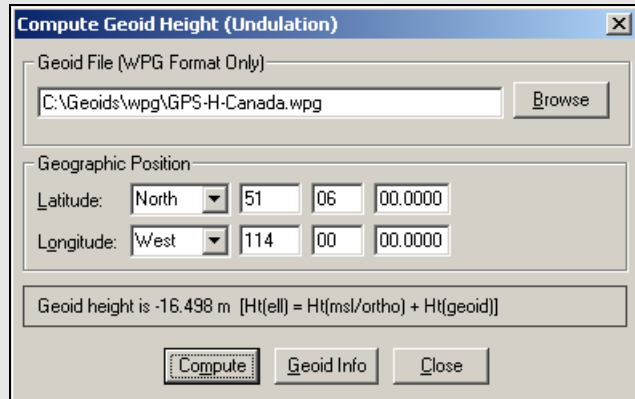 Compute Geoid Height (Undulation)
Geoid File (WPG Format Only)
C:\Geoids\wpg\GPS-H-Canada.wpg Browse
Geographic Position
Latitude: North 51 06 00.0000
Longitude: West 114 00 00.0000
Geoid height is -16.498 m [Ht(ell) = Ht(msl/ortho) + Ht(geoid)]
Compute Geoid Info Close